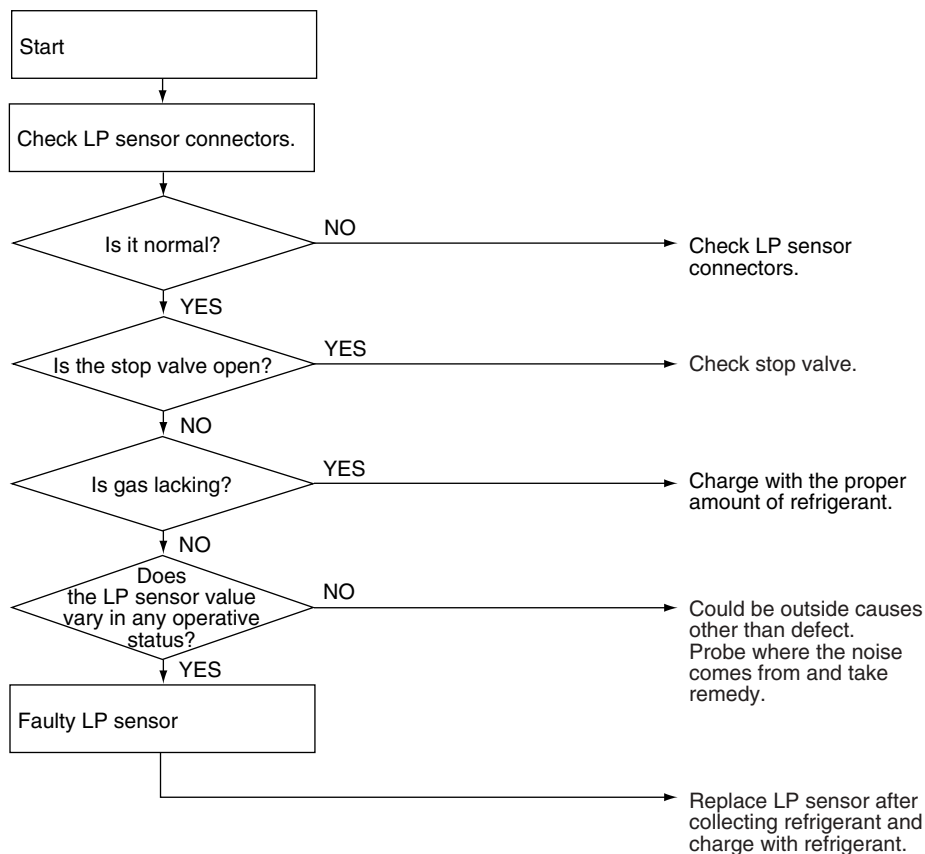 Start
Check LP sensor connectors.
Is it normal?
NO
Check LP sensor
connectors.
YES
Is the stop valve open?
YES
Check stop valve.
NO
Is gas lacking?
YES
Charge with the proper
amount of refrigerant.
NO
Does
the LP sensor value
vary in any operative
status?
NO
Could be outside causes
other than defect.
Probe where the noise
comes from and take
remedy.
YES
Faulty LP sensor
Replace LP sensor after
collecting refrigerant and
charge with refrigerant.